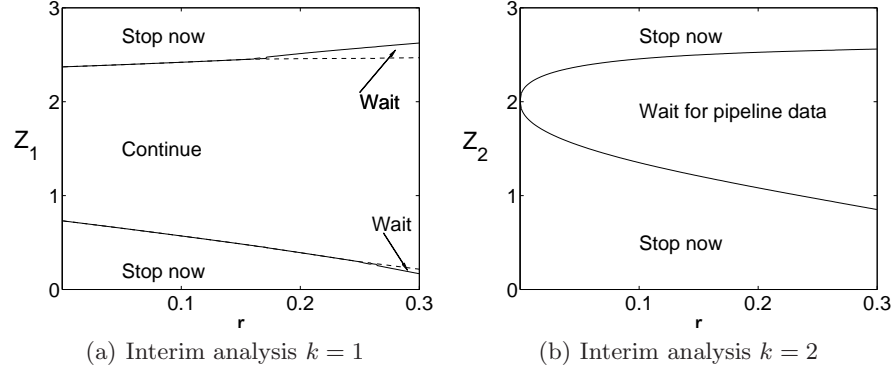 3
2
1
0
Z_1
Stop now
Wait
Continue
Wait
Stop now
0.1
0.2
0.3
r
(a) Interim analysis k = 1
3
2
1
0
Z_2
Stop now
Wait for pipeline data
Stop now
0.1
0.2
0.3
r
(b) Interim analysis k = 2